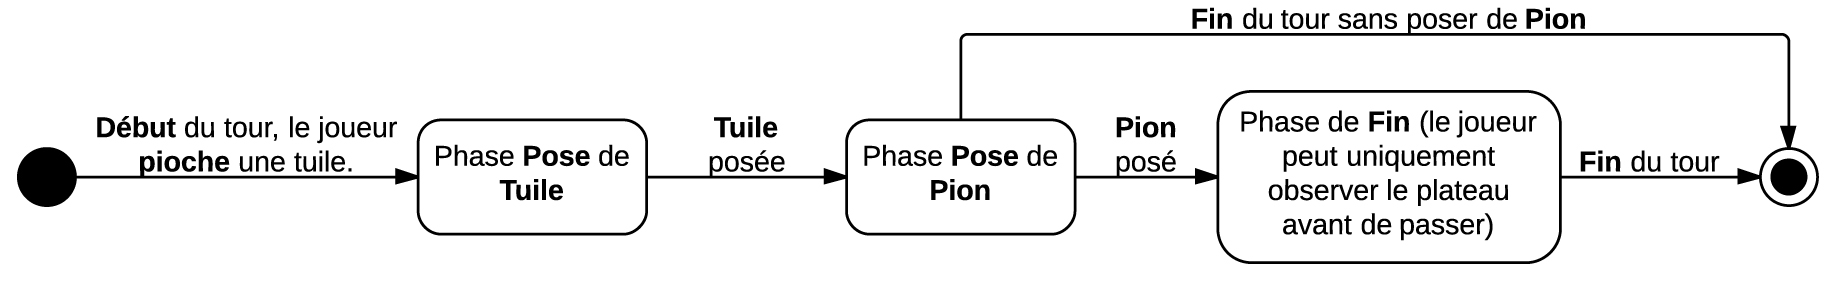 Fin du tour sans poser de Pion
Début du tour, le joueur
pioche une tuile.
Phase Pose de
Tuile
Tuile
posée
Phase Pose de
Pion
Pion
posé
Phase de Fin (le joueur
peut uniquement
observer le plateau
avant de passer)
Fin du tour